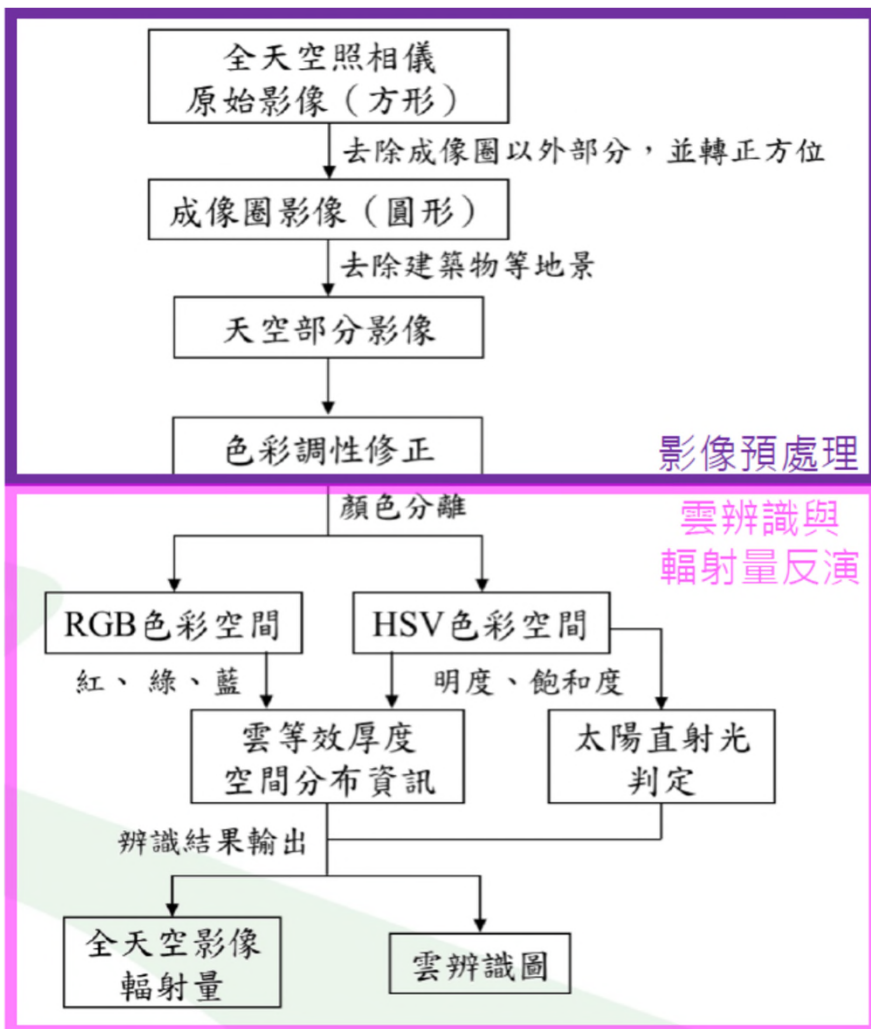 全天空照相儀
原始影像（方形）
去除成像圈以外部分，並轉正方位
成像圈影像（圓形）
去除建築物等地景
天空部分影像
色彩調性修正
影像預處理
顏色分離
雲辨識與
輻射量反演
RGB色彩空間
HSV色彩空間
紅、綠、藍
明度、飽和度
雲等效厚度
空間分布資訊
太陽直射光
判定
辨識結果輸出
全天空影像
輻射量
雲辨識圖